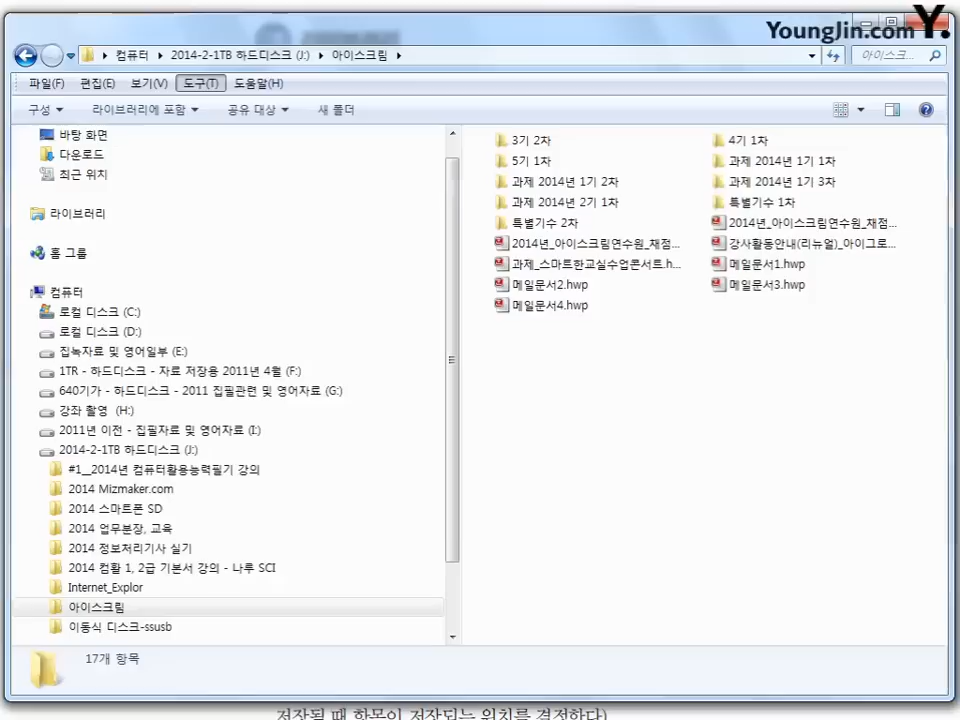 YoungJin.com Y.
컴퓨터 ▸ 2014-2-1TB 하드디스크 (J:) ▸ 아이스크림 ▸
아이스크...
파일(F) 편집(E) 보기(V) 도구(T) 도움말(H)
구성 라이브러리에 포함 공유 대상 새 폴더
바탕 화면
다운로드
최근 위치
라이브러리
홈 그룹
컴퓨터
로컬 디스크 (C:)
로컬 디스크 (D:)
집녹자료 및 영어일부 (E:)
1TR - 하드디스크 - 자료 저장용 2011년 4월 (F:)
640기가 - 하드디스크 - 2011 집필관련 및 영어자료 (G:)
강좌 촬영 (H:)
2011년 이전 - 집필자료 및 영어자료 (I:)
2014-2-1TB 하드디스크 (J:)
#1__2014년 컴퓨터활용능력필기 강의
2014 Mizmaker.com
2014 스마트폰 SD
2014 업무분장, 교육
2014 정보처리기사 실기
2014 컴활 1, 2급 기본서 강의 - 나루 SCI
Internet_Explor
아이스크림
이동식 디스크-ssusb
3기 2차 4기 1차
5기 1차 과제 2014년 1기 1차
과제 2014년 1기 2차 과제 2014년 1기 3차
과제 2014년 2기 1차 특별기수 1차
특별기수 2차 2014년_아이스크림연수원_채점...
2014년_아이스크림연수원_채점... 강사활동안내(리뉴얼)_아이그로...
과제_스마트한교실수업콘서트.h... 메일문서1.hwp
메일문서2.hwp 메일문서3.hwp
메일문서4.hwp
17개 항목
저장될 때 항목이 저장되는 위치를 결정한다)